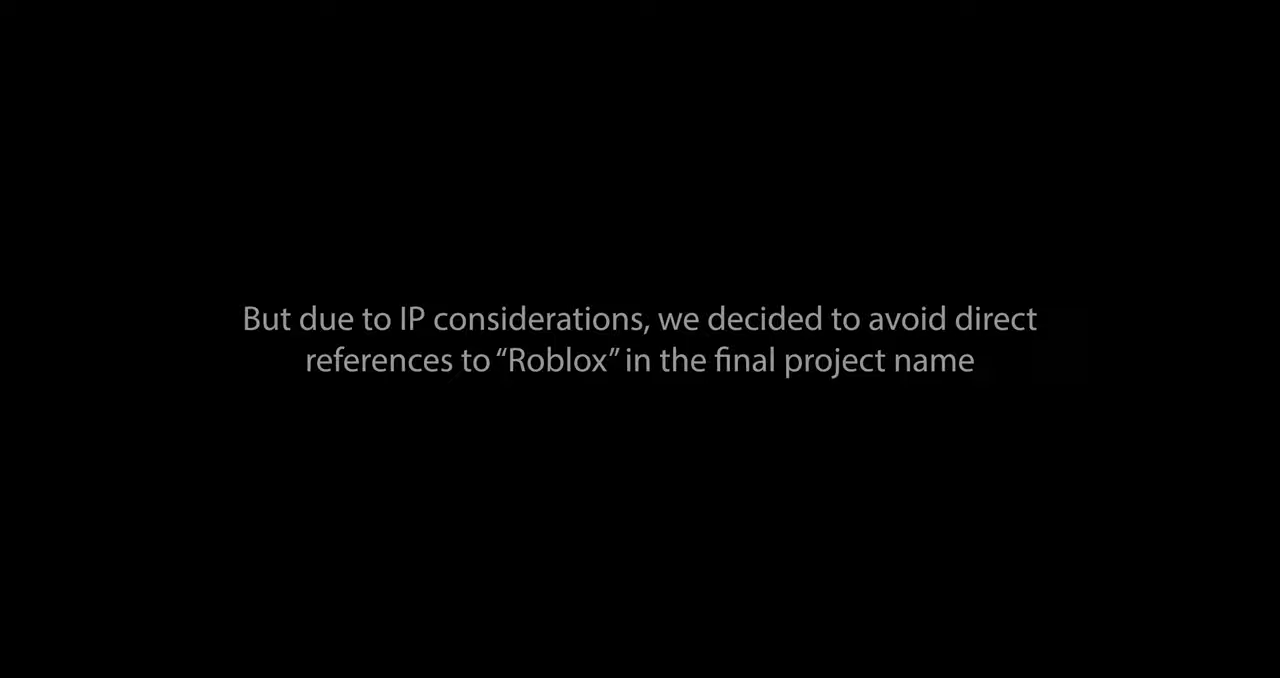 But due to IP considerations, we decided to avoid direct
references to “Roblox” in the final project name